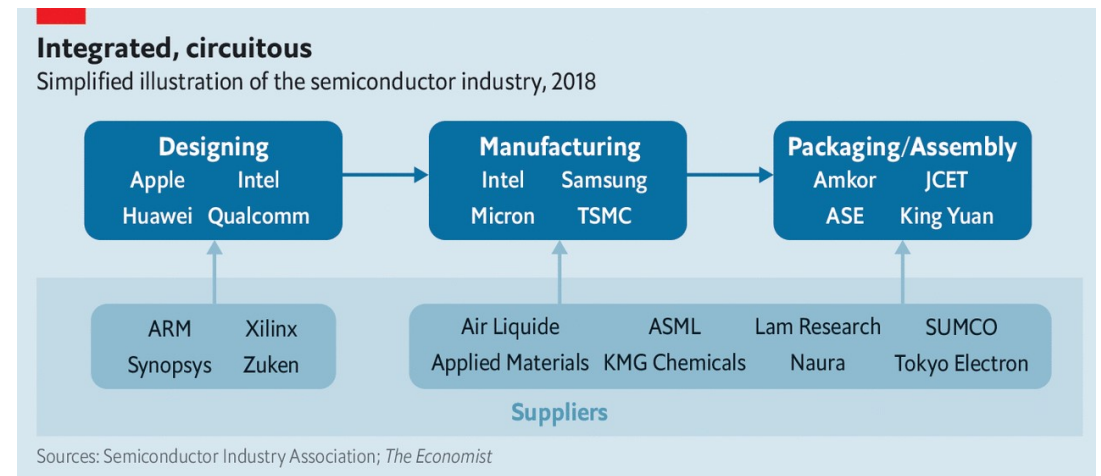 Integrated, circuitous
Simplified illustration of the semiconductor industry, 2018
Designing
Apple Intel
Huawei Qualcomm
Manufacturing
Intel Samsung
Micron TSMC
Packaging/Assembly
Amkor JCET
ASE King Yuan
ARM Xilinx
Synopsys Zuken
Air Liquide ASML Lam Research SUMCO
Applied Materials KMG Chemicals Naura Tokyo Electron
Suppliers
Sources: Semiconductor Industry Association; The Economist